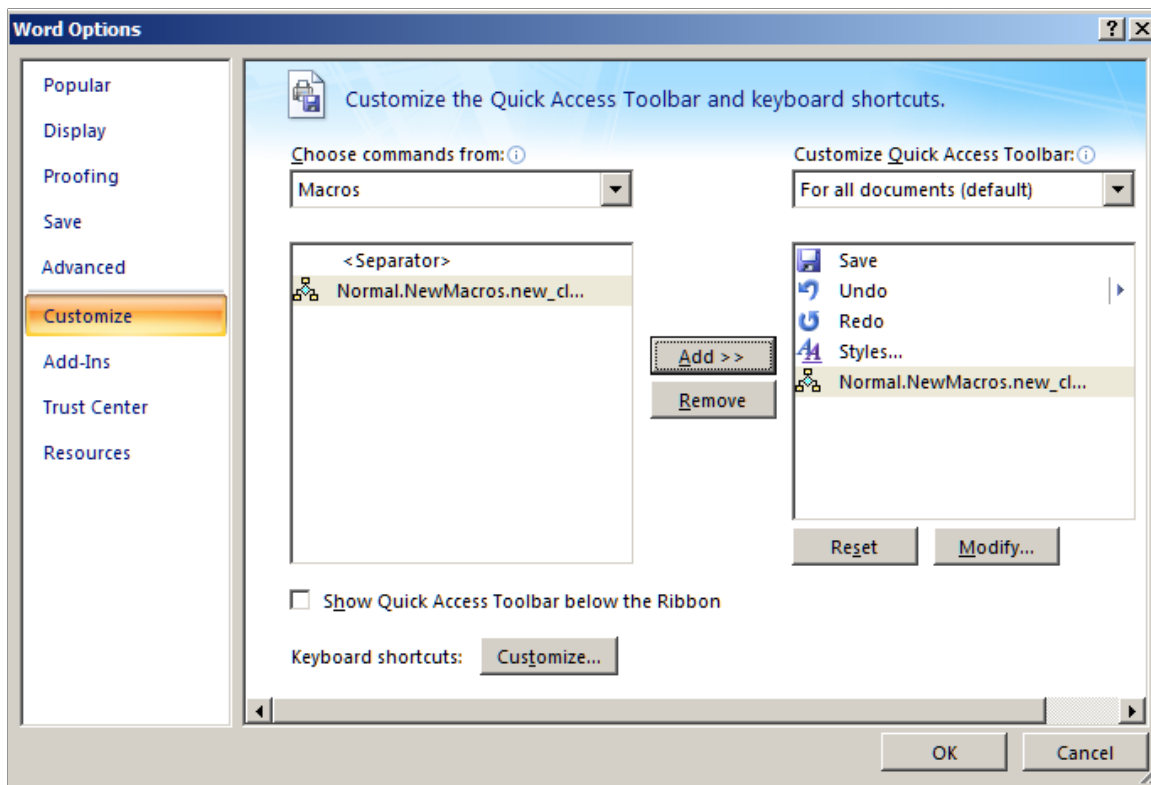 Word Options
Popular
Display
Proofing
Save
Advanced
Customize
Add-Ins
Trust Center
Resources
Customize the Quick Access Toolbar and keyboard shortcuts.
Choose commands from:
Macros
<Separator>
Normal.NewMacros.new_cl...
Add >>
Remove
Customize Quick Access Toolbar:
For all documents (default)
Save
Undo
Redo
Styles...
Normal.NewMacros.new_cl...
Reset Modify...
Show Quick Access Toolbar below the Ribbon
Keyboard shortcuts: Customize...
OK Cancel